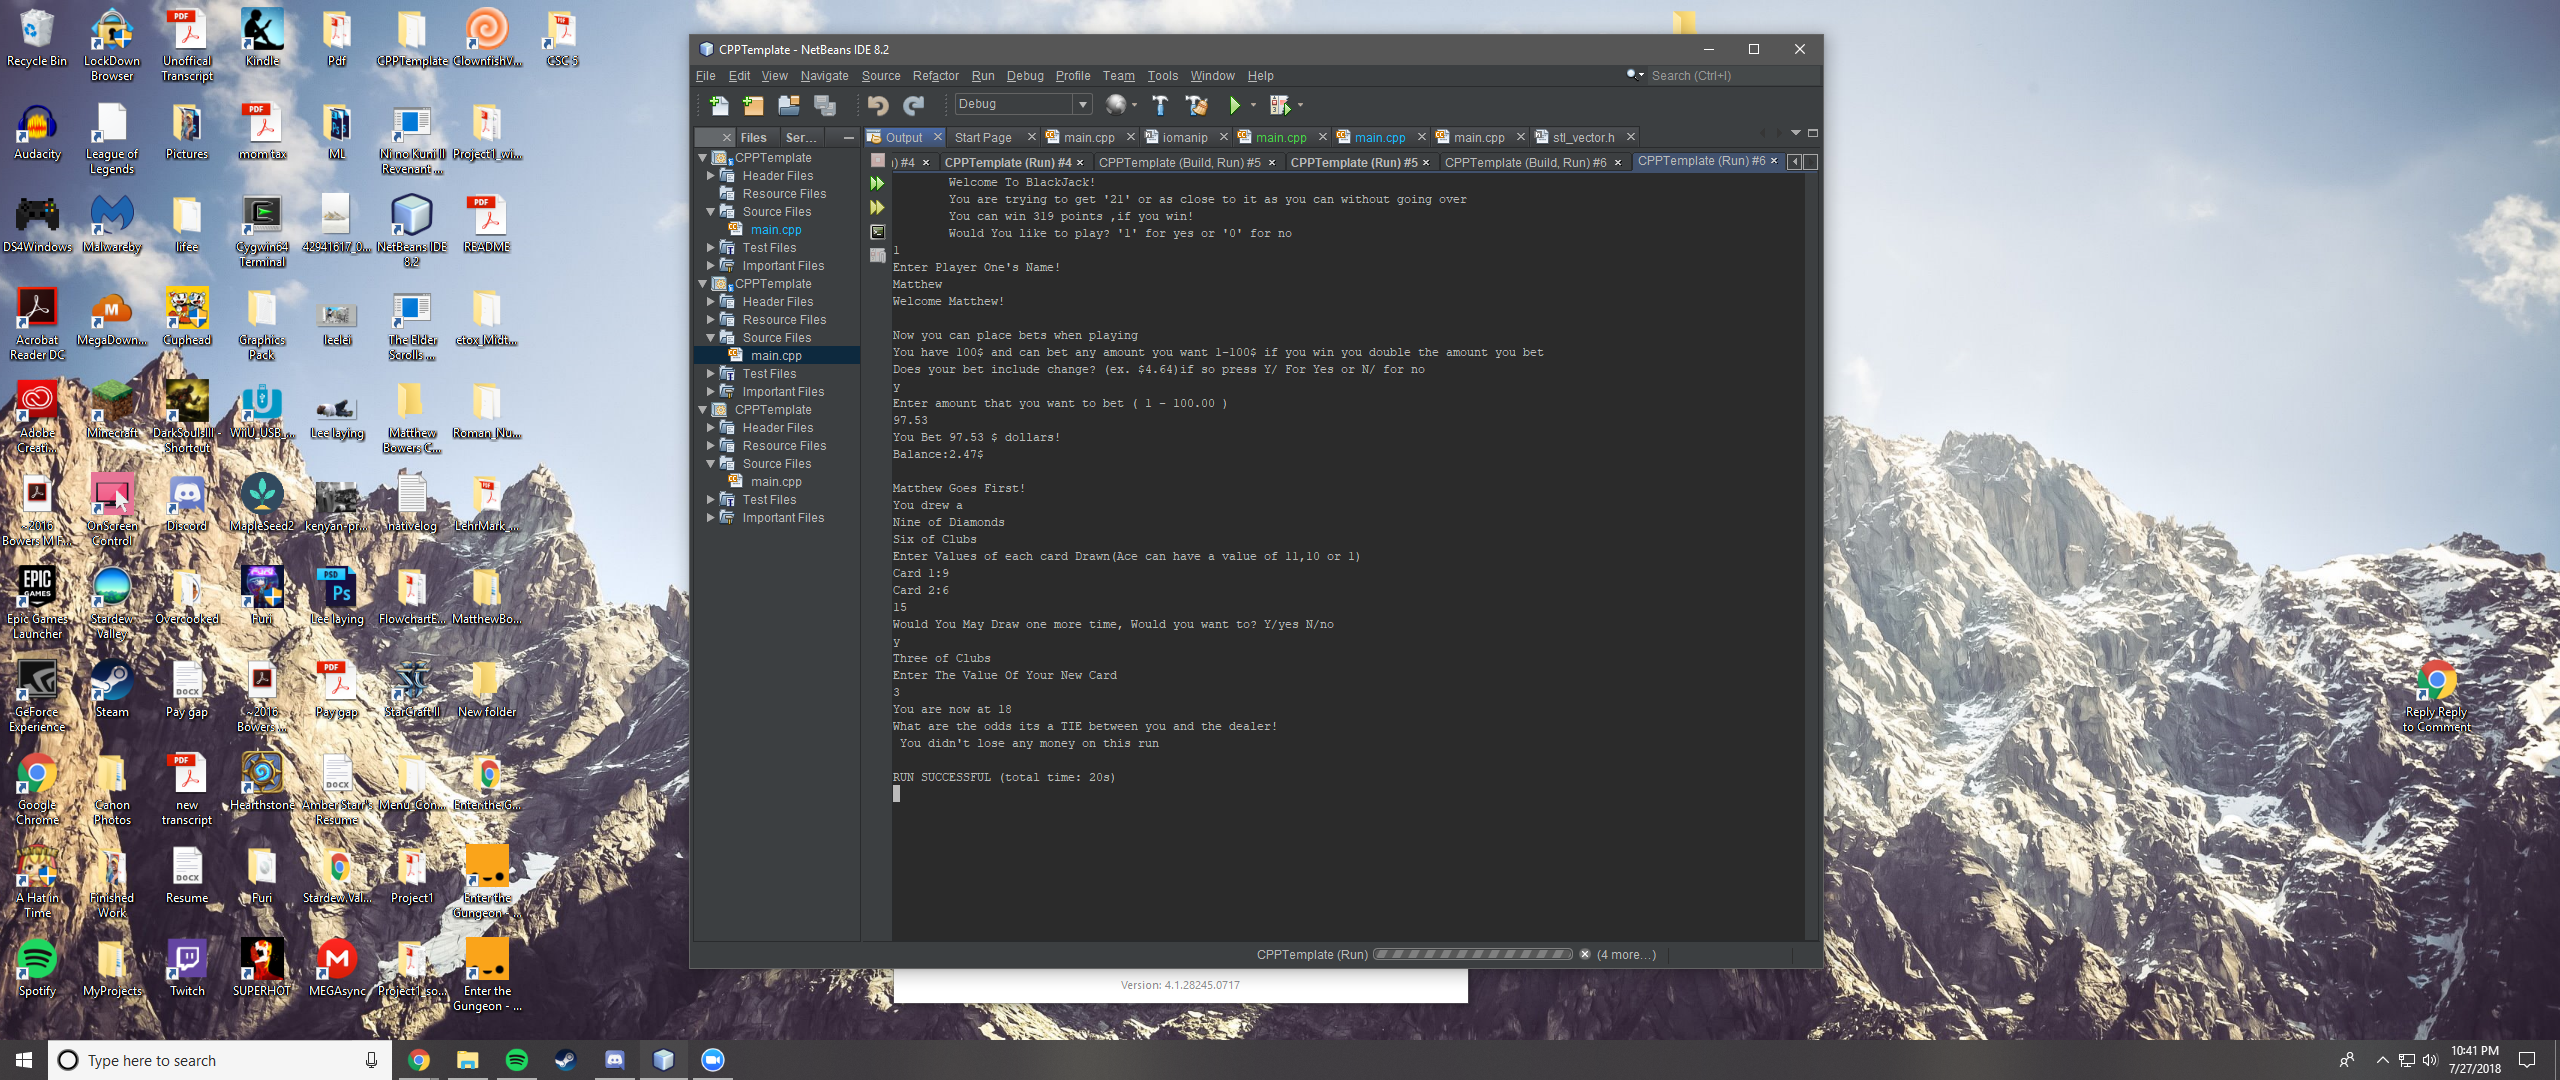 Recycle Bin
LockDown Browser
Unoffical Transcript
Kindle
Pdf
CPPTemplate
ClownfishV...
CSC 5
Audacity
League of Legends
Pictures
mom tax
ML
Ni no Kuni II Revenant ...
Project1_wi...
DS4Windows
Malwareby
lifee
Cygwin64 Terminal
42941617_0...
NetBeans IDE 8.2
README
Acrobat Reader DC
MegaDown...
Cuphead
Graphics Pack
leelei
The Elder Scrolls ...
etox_Midt...
Adobe Creati...
Minecraft
DarkSoulsIII - Shortcut
WiiU_USB_...
Lee laying
Matthew Bowers C...
Roman_Nu...
~2016 Bowers M F...
OnScreen Control
Discord
MapleSeed2
kenyan-pr...
nativelog
LehrMark_...
Epic Games Launcher
Stardew Valley
Overcooked
Furi
Lee laying
FlowchartE...
MatthewBo...
GeForce Experience
Steam
Pay gap
~2016 Bowers ...
Pay gap
StarCraft II
New folder
Google Chrome
Canon Photos
new transcript
Hearthstone
Amber Starr's Resume
Menu_Con...
Enter.the.G...
A Hat in Time
Finished Work
Resume
Furi
Stardew.Val...
Project1
Enter the Gungeon - ...
Spotify
MyProjects
Twitch
SUPERHOT
MEGAsync
Project1_so...
Enter the Gungeon - ...
CPPTemplate - NetBeans IDE 8.2
File Edit View Navigate Source Refactor Run Debug Profile Team Tools Window Help
Search (Ctrl+I)
Debug
Files
Ser...
Output
Start Page
main.cpp
iomanip
main.cpp
main.cpp
main.cpp
stl_vector.h
) #4
CPPTemplate (Run) #4
CPPTemplate (Build, Run) #5
CPPTemplate (Run) #5
CPPTemplate (Build, Run) #6
CPPTemplate (Run) #6
CPPTemplate
Header Files
Resource Files
Source Files
main.cpp
Test Files
Important Files
CPPTemplate
Header Files
Resource Files
Source Files
main.cpp
Test Files
Important Files
CPPTemplate
Header Files
Resource Files
Source Files
main.cpp
Test Files
Important Files
Welcome To BlackJack!
You are trying to get '21' or as close to it as you can without going over
You can win 319 points ,if you win!
Would You like to play? '1' for yes or '0' for no
1
Enter Player One's Name!
Matthew
Welcome Matthew!
Now you can place bets when playing
You have 100$ and can bet any amount you want 1-100$ if you win you double the amount you bet
Does your bet include change? (ex. $4.64)if so press Y/ For Yes or N/ for no
y
Enter amount that you want to bet ( 1 - 100.00 )
97.53
You Bet 97.53 $ dollars!
Balance:2.47$
Matthew Goes First!
You drew a
Nine of Diamonds
Six of Clubs
Enter Values of each card Drawn(Ace can have a value of 11,10 or 1)
Card 1:9
Card 2:6
15
Would You May Draw one more time, Would you want to? Y/yes N/no
y
Three of Clubs
Enter The Value Of Your New Card
3
You are now at 18
What are the odds its a TIE between you and the dealer!
You didn't lose any money on this run
RUN SUCCESSFUL (total time: 20s)
CPPTemplate (Run)
(4 more...)
Version: 4.1.28245.0717
Reply Reply to Comment
Type here to search
10:41 PM
7/27/2018